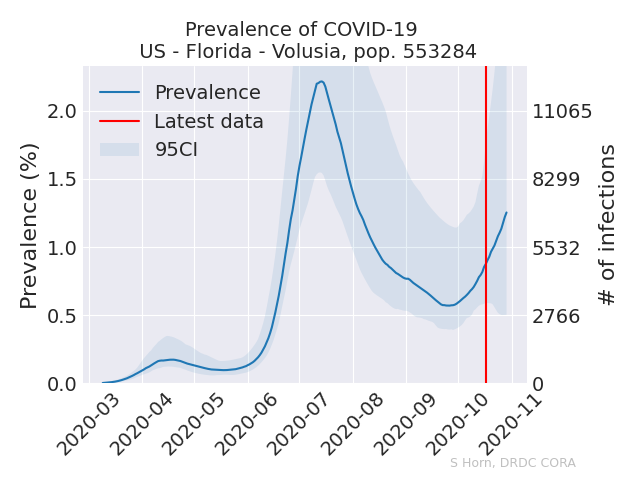 Prevalence of COVID-19
US - Florida - Volusia, pop. 553284
Prevalence
Latest data
95CI
Prevalence (%)
2.0
1.5
1.0
0.5
0.0
11065
8299
5532
2766
0
# of infections
2020-03
2020-04
2020-05
2020-06
2020-07
2020-08
2020-09
2020-10
2020-11
S Horn, DRDC CORA